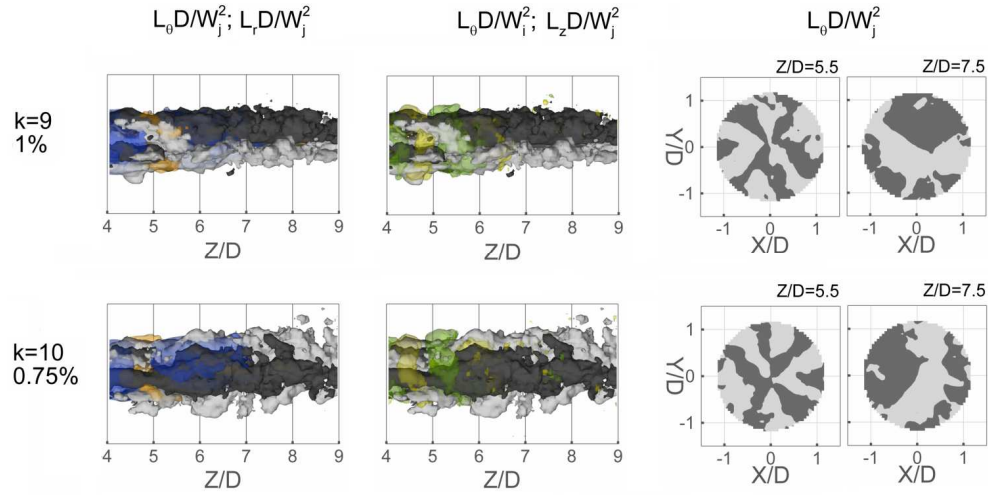 LθD/Wj²; LrD/Wj²
LθD/Wi²; LzD/Wj²
LθD/Wj²
k=9
1%
4 5 6 7 8 9
Z/D
4 5 6 7 8 9
Z/D
Z/D=5.5
1
0
-1
Y/D
-1 0 1
X/D
Z/D=7.5
-1 0 1
X/D
k=10
0.75%
4 5 6 7 8 9
Z/D
4 5 6 7 8 9
Z/D
Z/D=5.5
1
0
-1
Y/D
-1 0 1
X/D
Z/D=7.5
-1 0 1
X/D